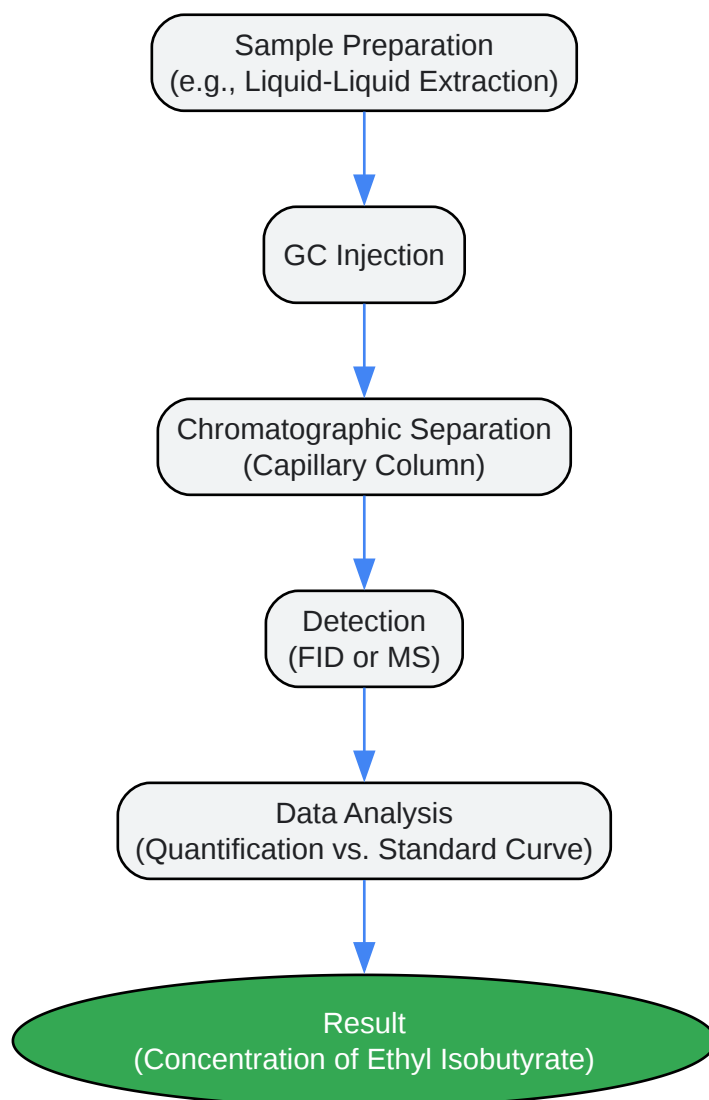 Sample Preparation
(e.g., Liquid-Liquid Extraction)
GC Injection
Chromatographic Separation
(Capillary Column)
Detection
(FID or MS)
Data Analysis
(Quantification vs. Standard Curve)
Result
(Concentration of Ethyl Isobutyrate)